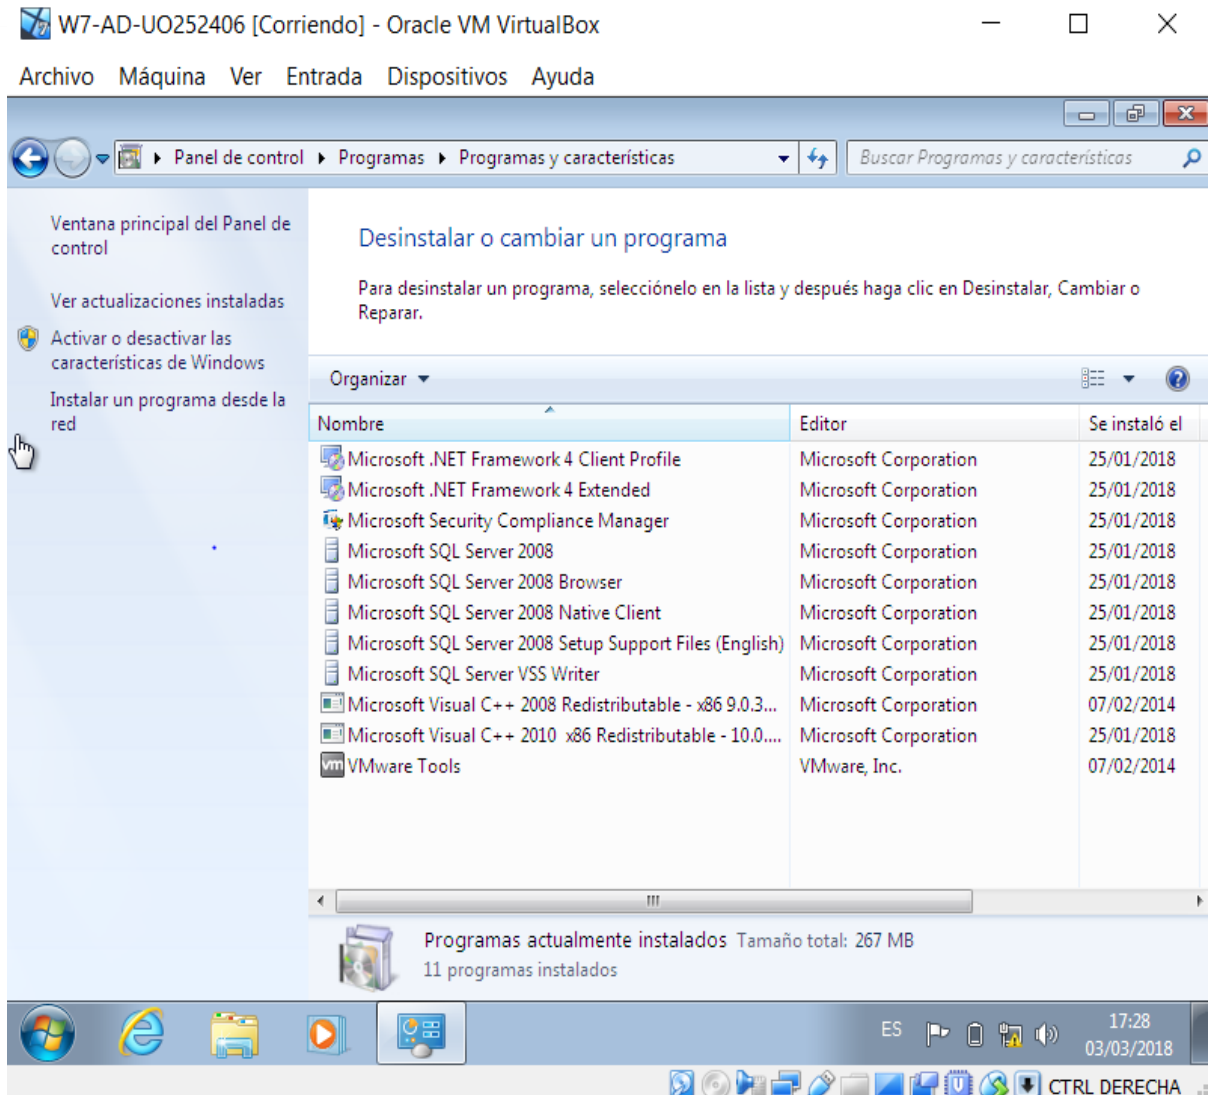 W7-AD-UO252406 [Corriendo] - Oracle VM VirtualBox
Archivo Máquina Ver Entrada Dispositivos Ayuda
Panel de control Programas Programas y características
Buscar Programas y características
Ventana principal del Panel de
control
Ver actualizaciones instaladas
Activar o desactivar las
características de Windows
Instalar un programa desde la
red
Desinstalar o cambiar un programa
Para desinstalar un programa, selecciónelo en la lista y después haga clic en Desinstalar, Cambiar o
Reparar.
Organizar
Nombre Editor Se instaló el
Microsoft .NET Framework 4 Client Profile Microsoft Corporation 25/01/2018
Microsoft .NET Framework 4 Extended Microsoft Corporation 25/01/2018
Microsoft Security Compliance Manager Microsoft Corporation 25/01/2018
Microsoft SQL Server 2008 Microsoft Corporation 25/01/2018
Microsoft SQL Server 2008 Browser Microsoft Corporation 25/01/2018
Microsoft SQL Server 2008 Native Client Microsoft Corporation 25/01/2018
Microsoft SQL Server 2008 Setup Support Files (English) Microsoft Corporation 25/01/2018
Microsoft SQL Server VSS Writer Microsoft Corporation 25/01/2018
Microsoft Visual C++ 2008 Redistributable - x86 9.0.3... Microsoft Corporation 07/02/2014
Microsoft Visual C++ 2010 x86 Redistributable - 10.0.... Microsoft Corporation 25/01/2018
vm VMware Tools VMware, Inc. 07/02/2014
Programas actualmente instalados Tamaño total: 267 MB
11 programas instalados
ES 17:28
03/03/2018
CTRL DERECHA